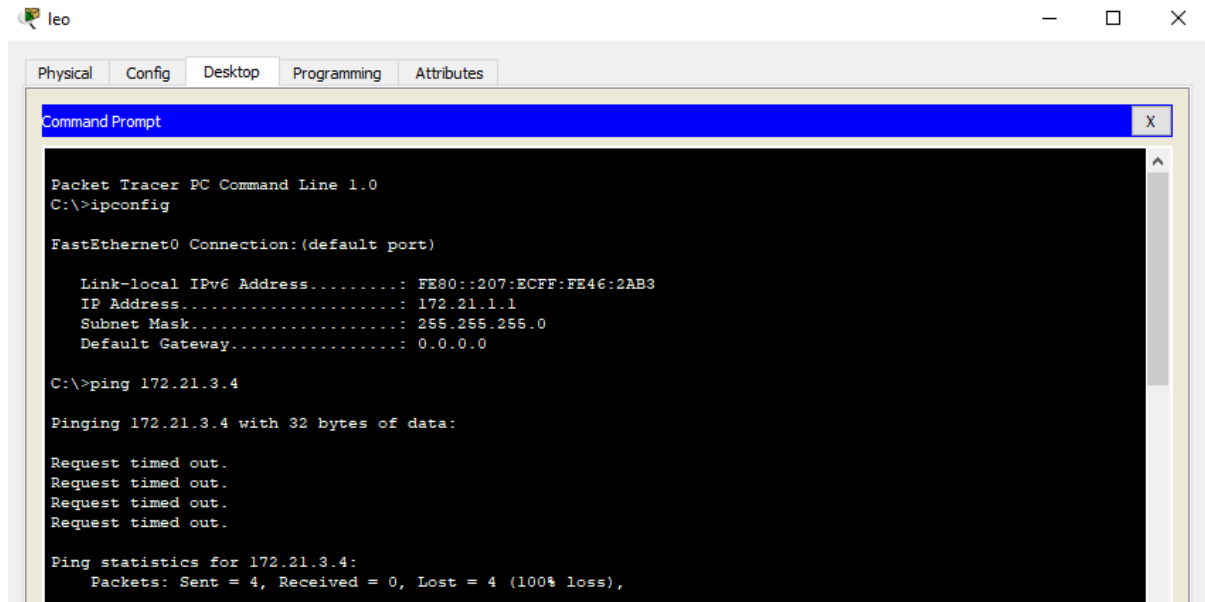 leo
Physical Config Desktop Programming Attributes
Command Prompt X
Packet Tracer PC Command Line 1.0
C:\>ipconfig
FastEthernet0 Connection:(default port)
Link-local IPv6 Address.........: FE80::207:ECFF:FE46:2AB3
IP Address......................: 172.21.1.1
Subnet Mask.....................: 255.255.255.0
Default Gateway.................: 0.0.0.0
C:\>ping 172.21.3.4
Pinging 172.21.3.4 with 32 bytes of data:
Request timed out.
Request timed out.
Request timed out.
Request timed out.
Ping statistics for 172.21.3.4:
Packets: Sent = 4, Received = 0, Lost = 4 (100% loss),